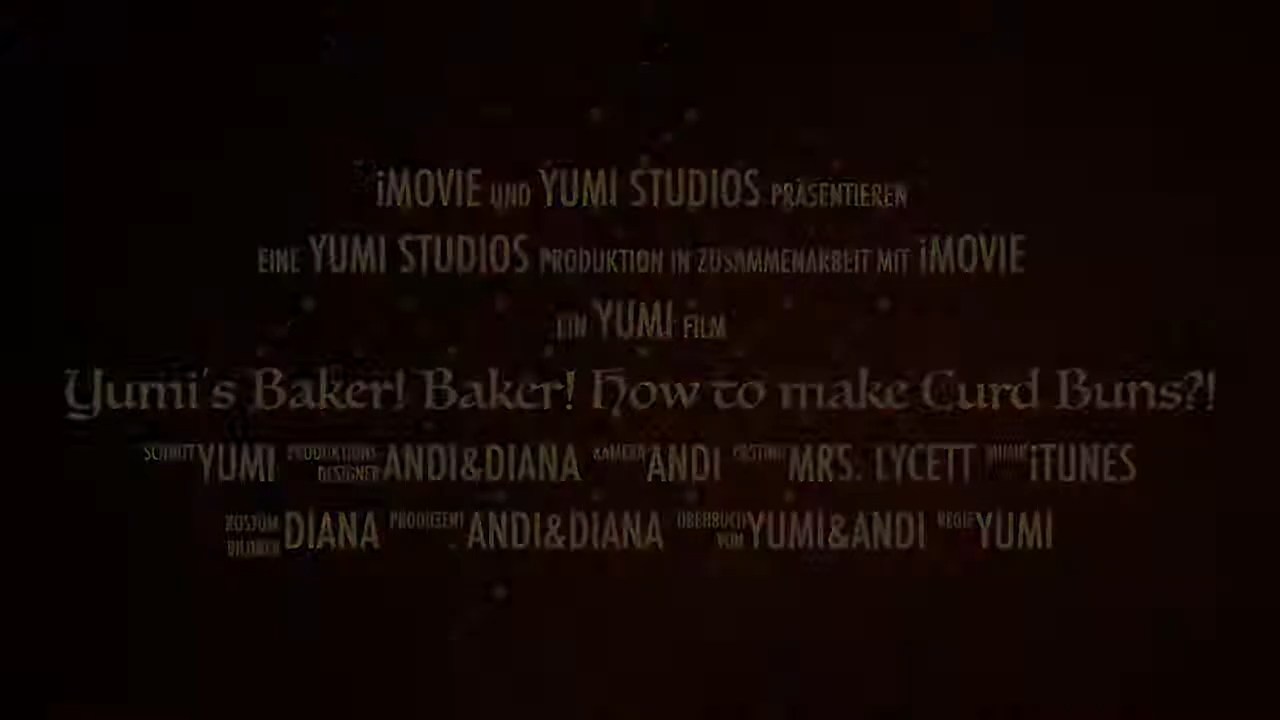 iMOVIE UND YUMI STUDIOS PRÄSENTIEREN
EINE YUMI STUDIOS PRODUKTION IN ZUSAMMENARBEIT MIT iMOVIE
EIN YUMI FILM
Yumi's Baker! Baker! How to make Curd Buns?!
SCHNITT YUMI PRODUKTIONS DESIGNER ANDI&DIANA KAMERA ANDI CASTING MRS. LYCETT iTUNES
KOSTÜM BILDNER DIANA PRODUZENT ANDI&DIANA VON YUMI&ANDI REGIE YUMI